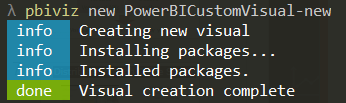 λ pbiviz new PowerBICustomVisual-new
info Creating new visual
info Installing packages...
info Installed packages.
done Visual creation complete